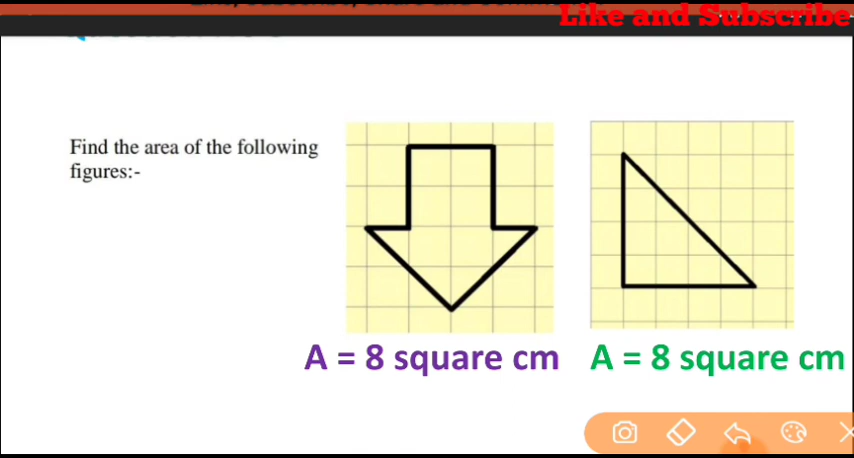 Like and Subscribe
Find the area of the following
figures:-
A = 8 square cm
A = 8 square cm